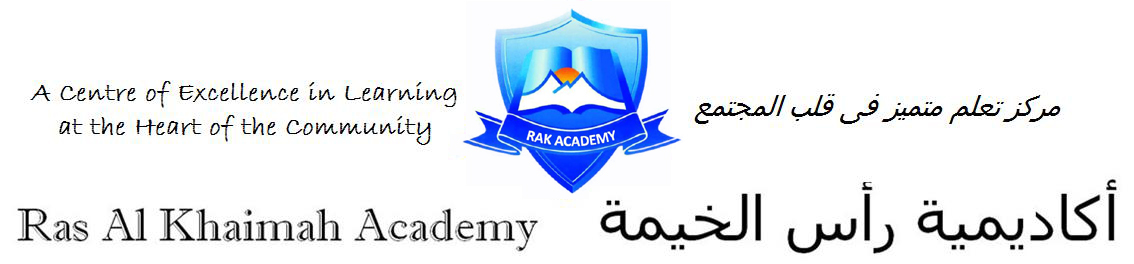 A Centre of Excellence in Learning
at the Heart of the Community
RAK ACADEMY
مركز تعلم متميز فى قلب المجتمع
Ras Al Khaimah Academy
أكاديمية رأس الخيمة